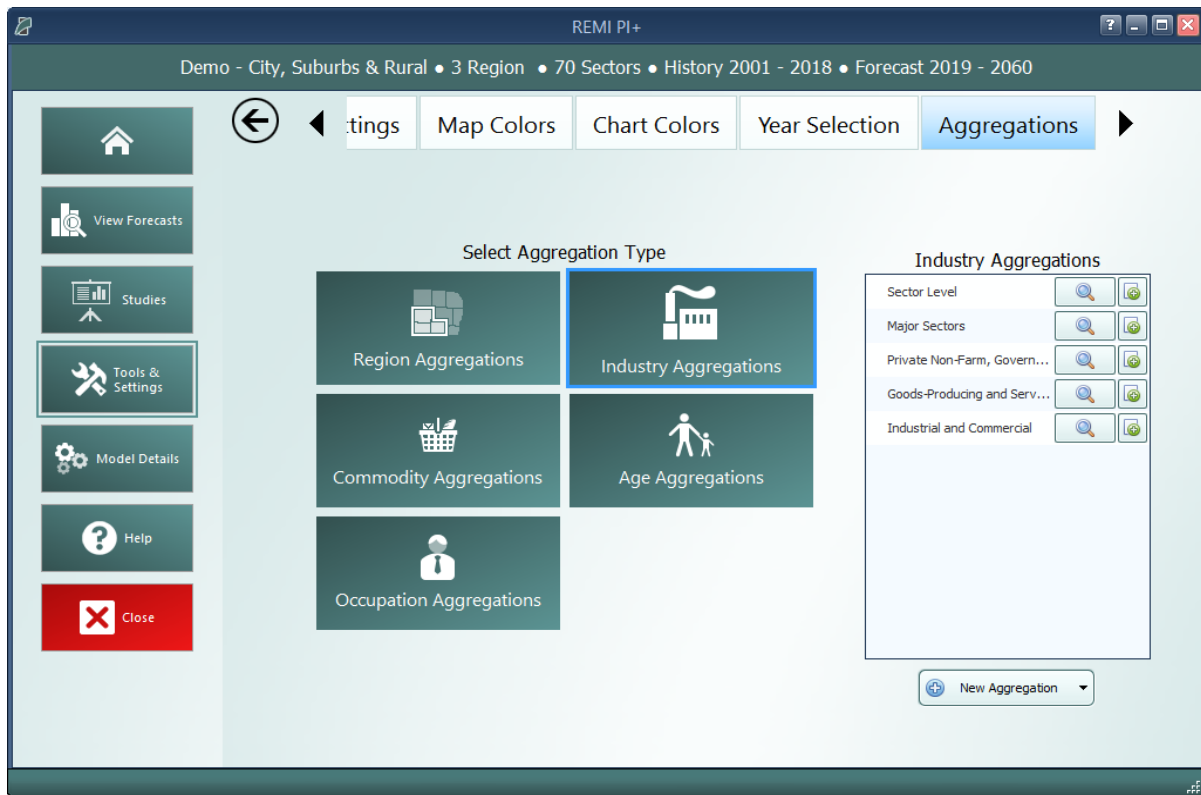 REMI PI+
Demo - City, Suburbs & Rural ● 3 Region ● 70 Sectors ● History 2001 - 2018 ● Forecast 2019 - 2060
:tings
Map Colors
Chart Colors
Year Selection
Aggregations
View Forecasts
Studies
Tools &
Settings
Model Details
Help
Close
Select Aggregation Type
Region Aggregations
Industry Aggregations
Commodity Aggregations
Age Aggregations
Occupation Aggregations
Industry Aggregations
Sector Level
Major Sectors
Private Non-Farm, Govern...
Goods-Producing and Serv...
Industrial and Commercial
New Aggregation